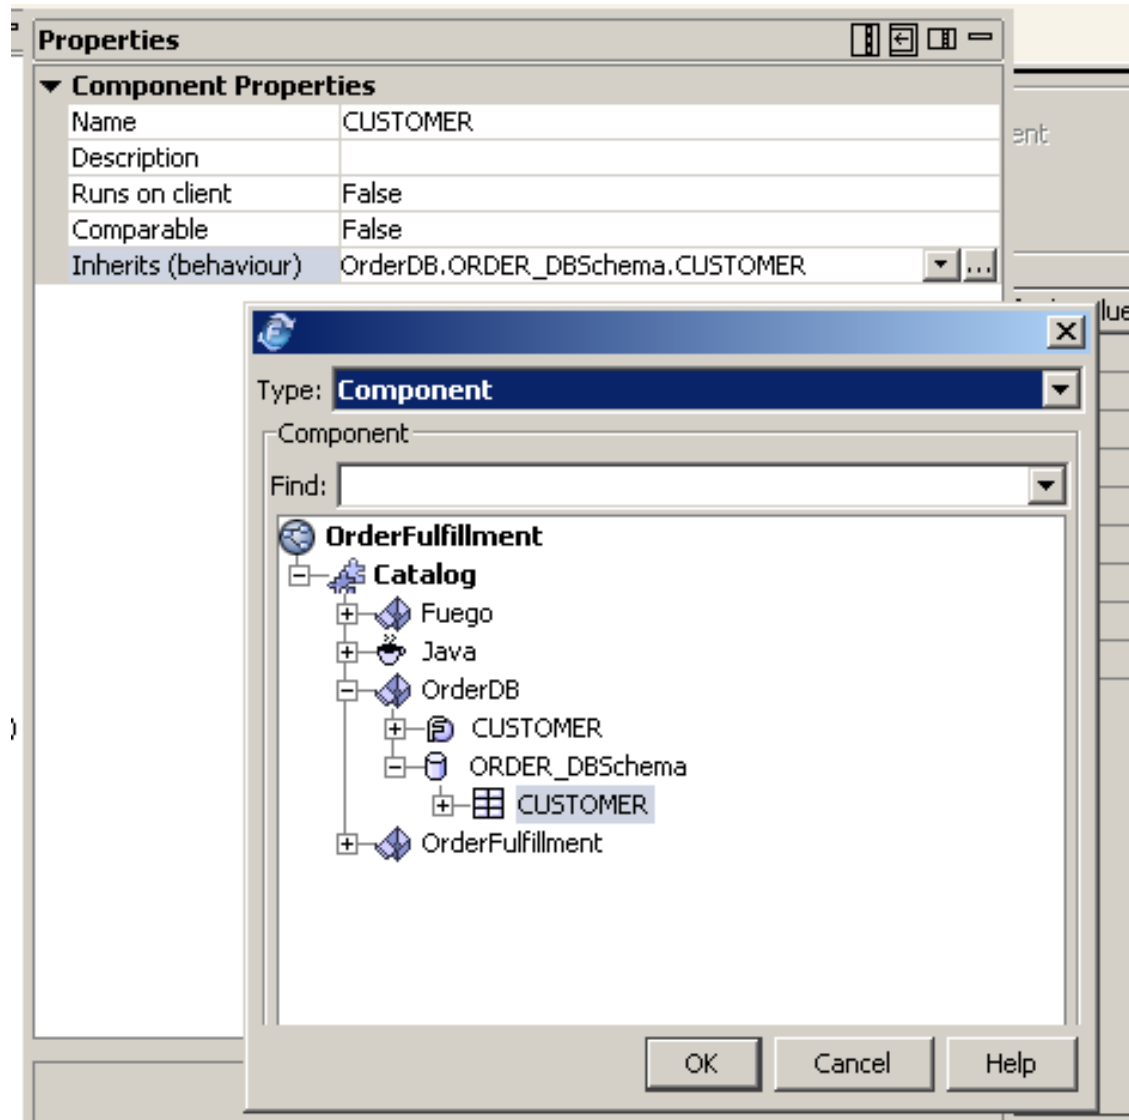 Properties
Component Properties
Name CUSTOMER
Description
Runs on client False
Comparable False
Inherits (behaviour) OrderDB.ORDER_DBSchema.CUSTOMER ...
Type: Component
Component
Find:
OrderFulfillment
Catalog
Fuego
Java
OrderDB
CUSTOMER
ORDER_DBSchema
CUSTOMER
OrderFulfillment
OK Cancel Help